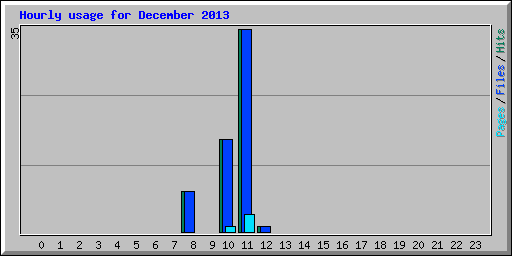 Hourly usage for December 2013
35
Pages/Files/Hits
0 1 2 3 4 5 6 7 8 9 10 11 12 13 14 15 16 17 18 19 20 21 22 23